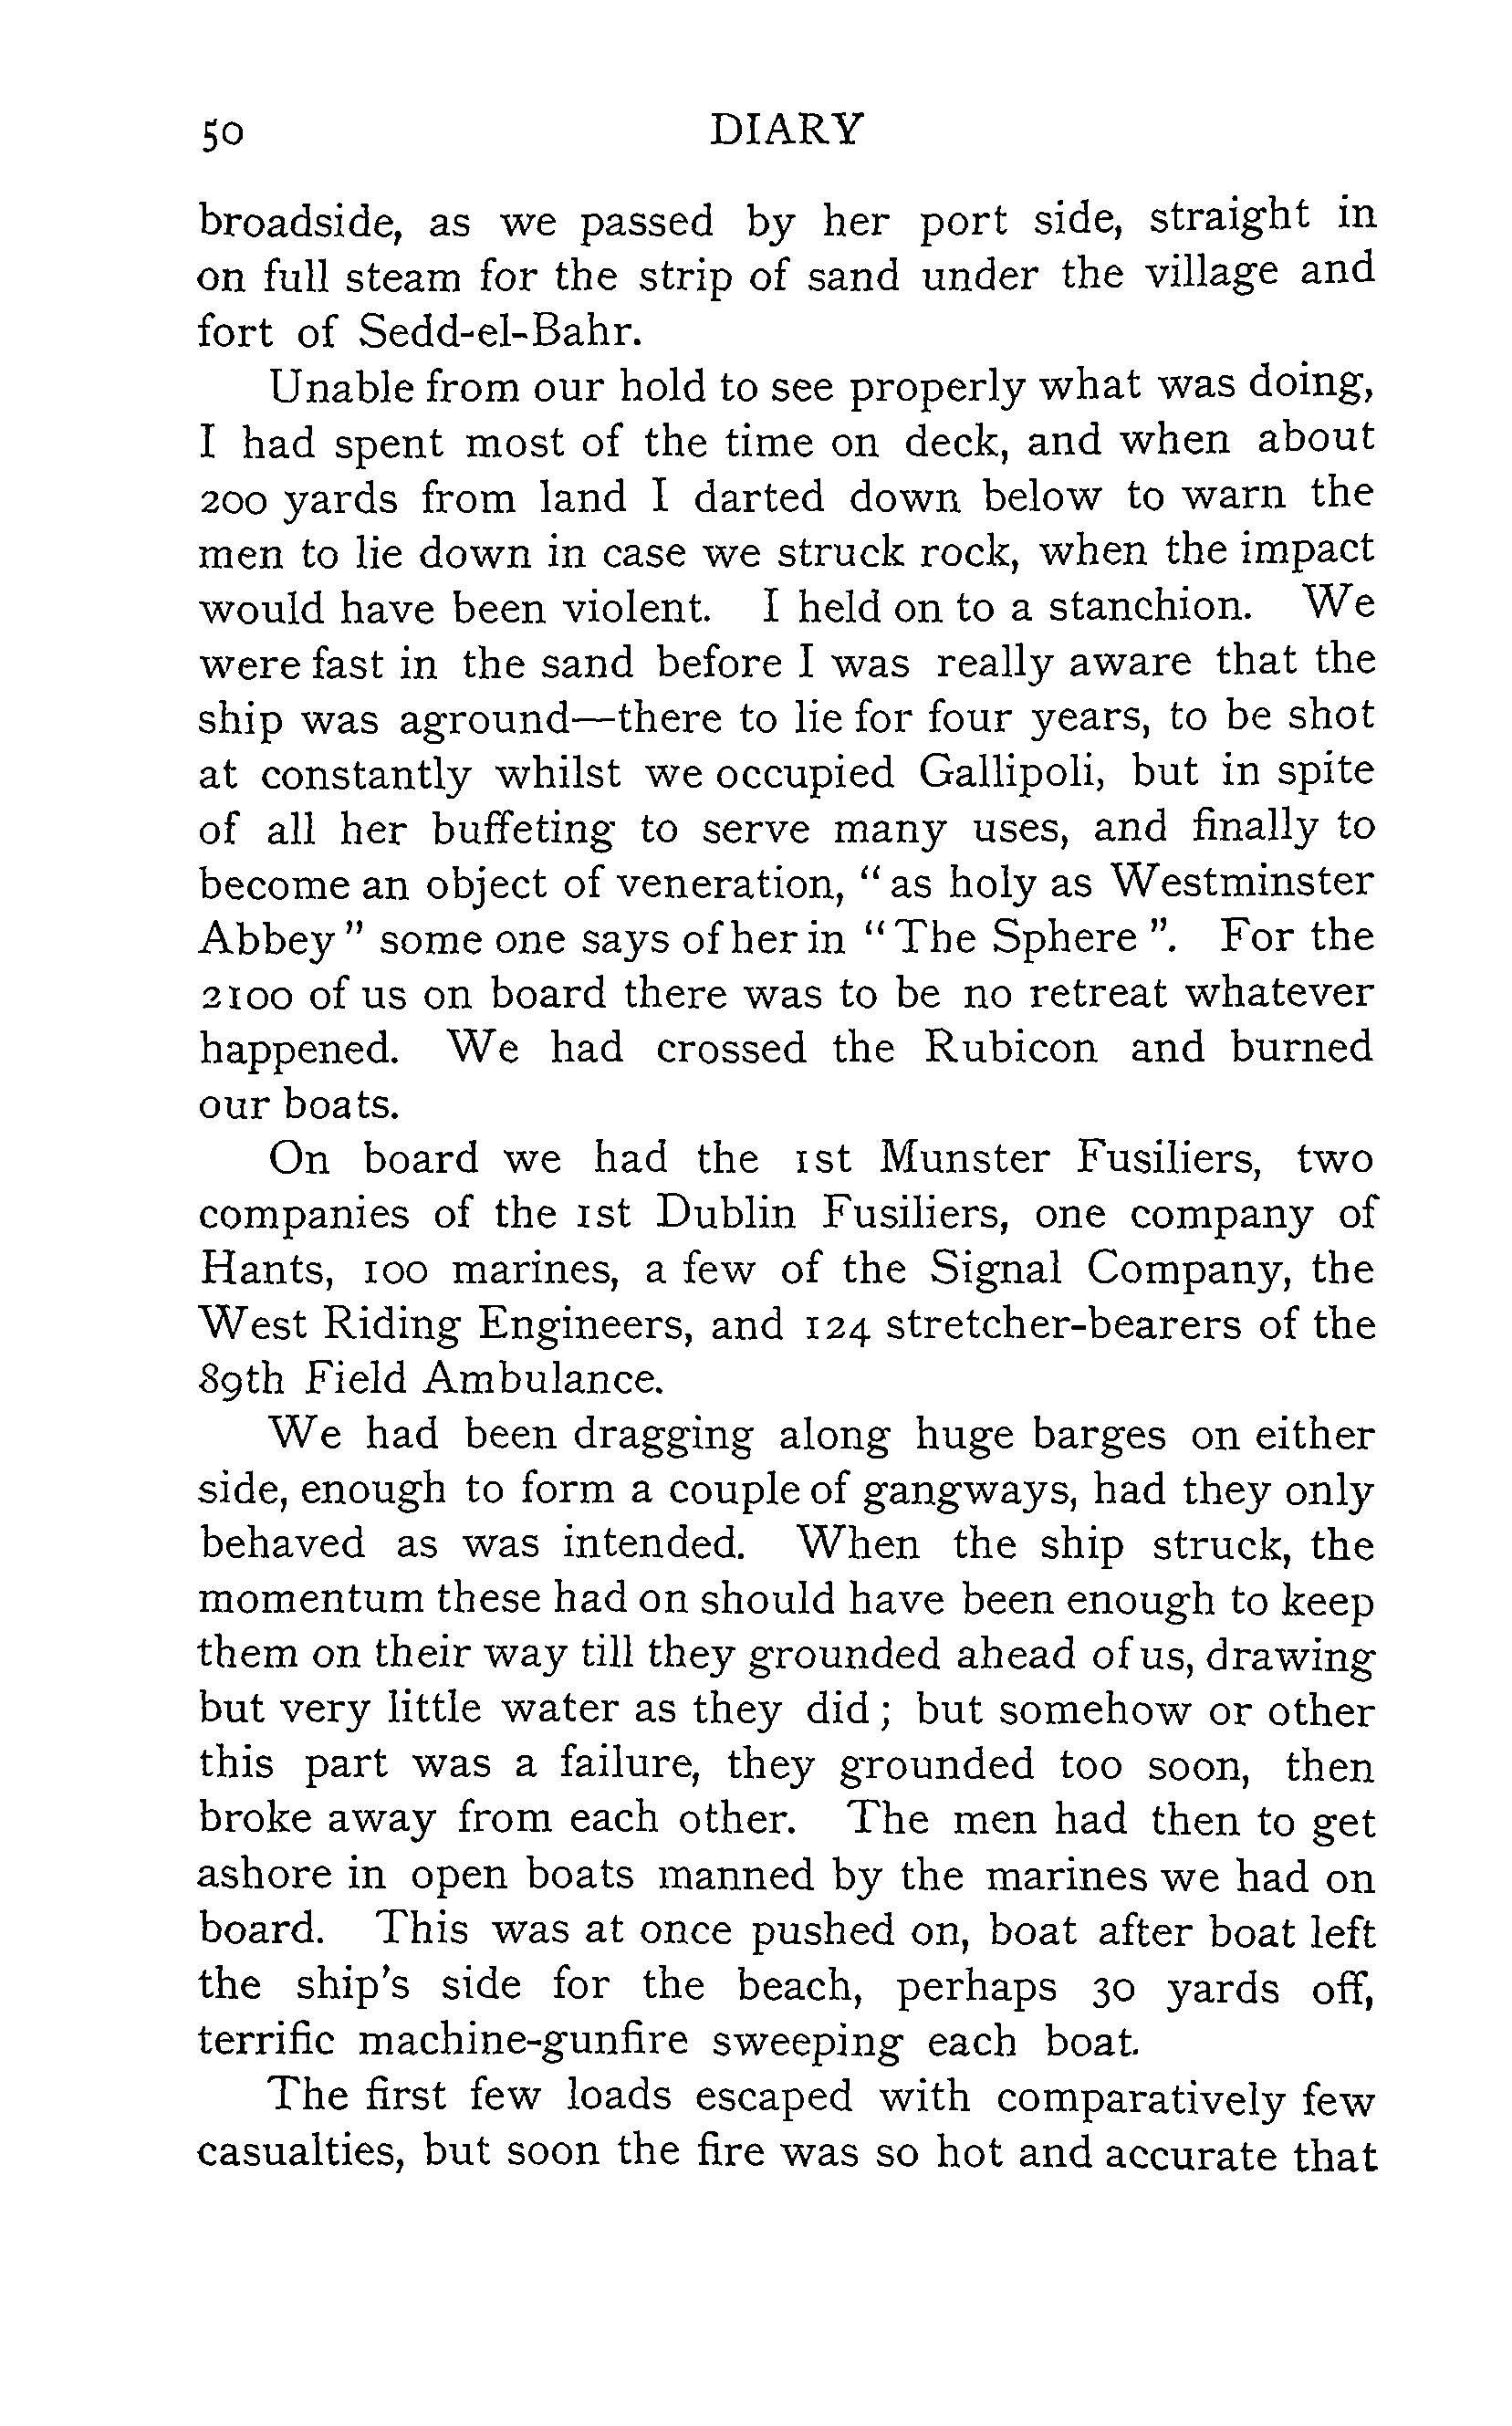 50 DIARY
broadside, as we passed by her port side, straight in
on full steam for the strip of sand under the village and
fort of Sedd-el-Bahr.
Unable from our hold to see properly what was doing,
I had spent most of the time on deck, and when about
200 yards from land I darted down below to warn the
men to lie down in case we struck rock, when the impact
would have been violent. I held on to a stanchion. We
were fast in the sand before I was really aware that the
ship was aground—there to lie for four years, to be shot
at constantly whilst we occupied Gallipoli, but in spite
of all her buffeting to serve many uses, and finally to
become an object of veneration, “ as holy as Westminster
Abbey ” some one says of her in “ The Sphere ”. For the
2100 of us on board there was to be no retreat whatever
happened. We had crossed the Rubicon and burned
our boats.
On board we had the 1st Munster Fusiliers, two
companies of the 1st Dublin Fusiliers, one company of
Hants, 100 marines, a few of the Signal Company, the
West Riding Engineers, and 124 stretcher-bearers of the
89th Field Ambulance.
We had been dragging along huge barges on either
side, enough to form a couple of gangways, had they only
behaved as was intended. When the ship struck, the
momentum these had on should have been enough to keep
them on their way till they grounded ahead of us, drawing
but very little water as they did ; but somehow or other
this part was a failure, they grounded too soon, then
broke away from each other. The men had then to get
ashore in open boats manned by the marines we had on
board. This was at once pushed on, boat after boat left
the ship's side for the beach, perhaps 30 yards off,
terrific machine-gunfire sweeping each boat.
The first few loads escaped with comparatively few
casualties, but soon the fire was so hot and accurate that